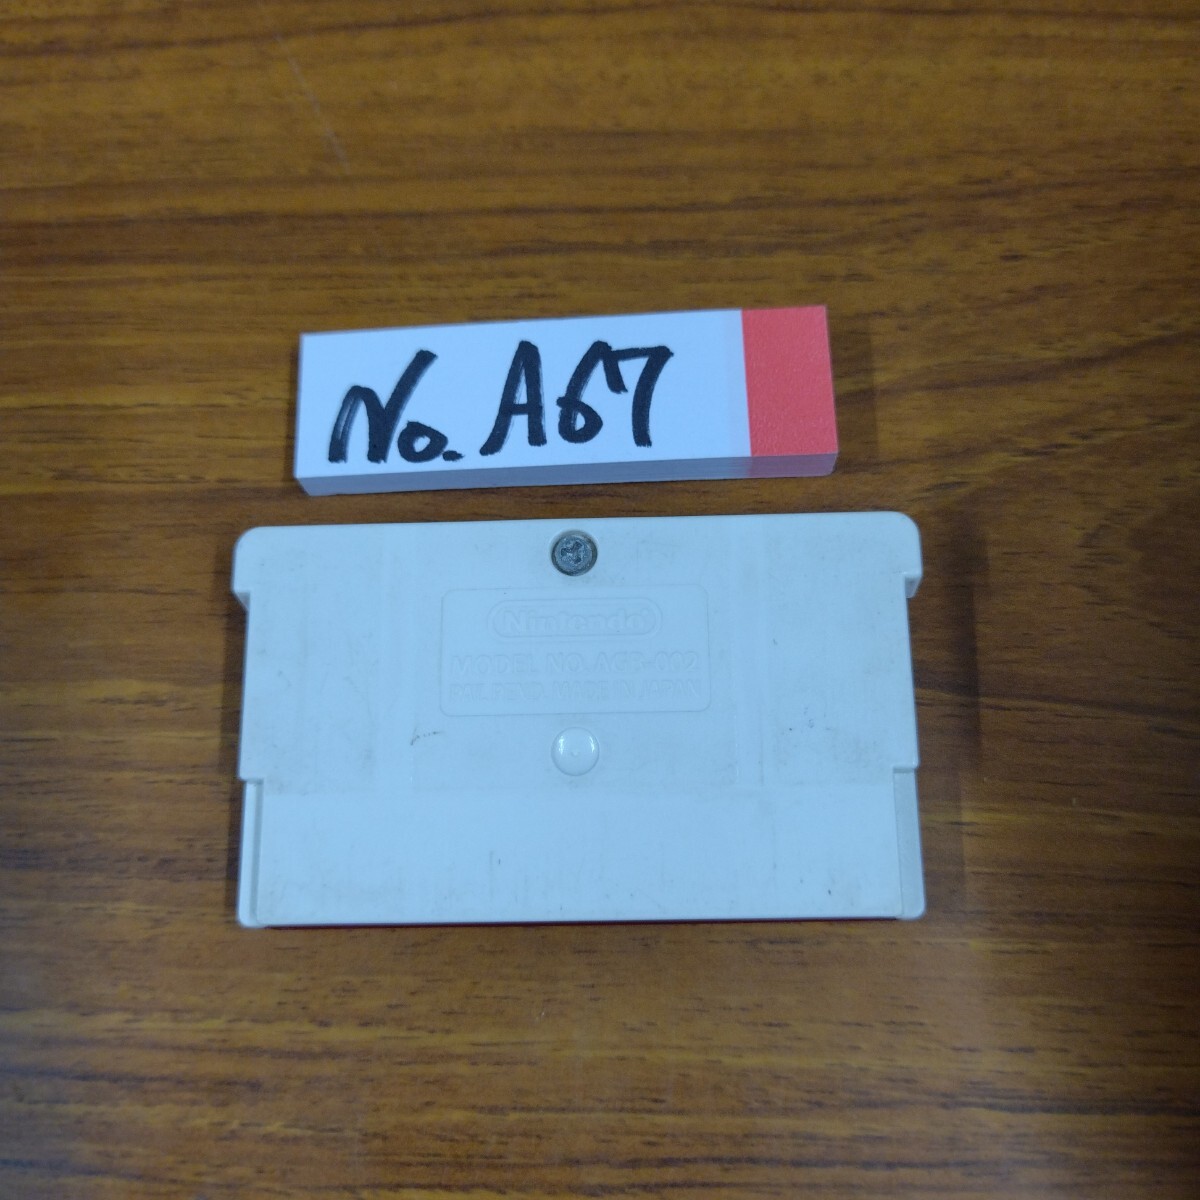 No. A67
Nintendo
MODEL NO. AGB-002
PAT. PEND. MADE IN JAPAN